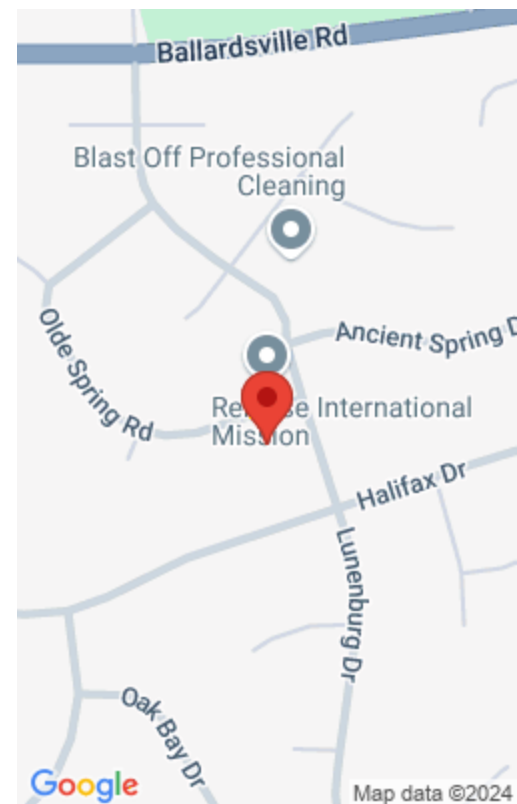 Ballardsville Rd
Blast Off Professional
Cleaning
Ancient Spring D
Olde Spring Rd
International
Mission
Halifax Dr
Lunenburg Dr
Oak Bay Dr
Google
Map data ©2024